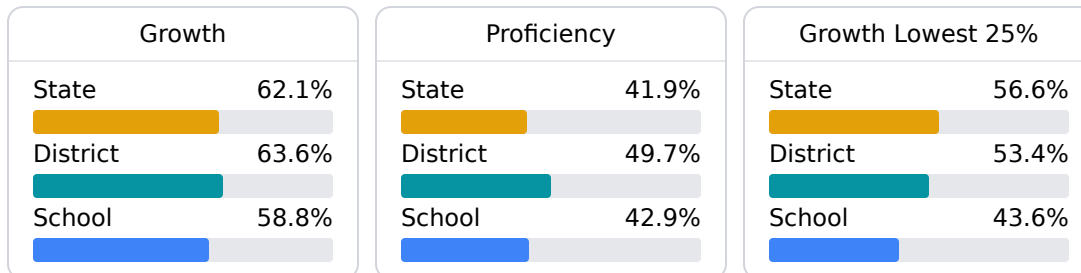 Growth
State 62.1%
District 63.6%
School 58.8%
Proficiency
State 41.9%
District 49.7%
School 42.9%
Growth Lowest 25%
State 56.6%
District 53.4%
School 43.6%